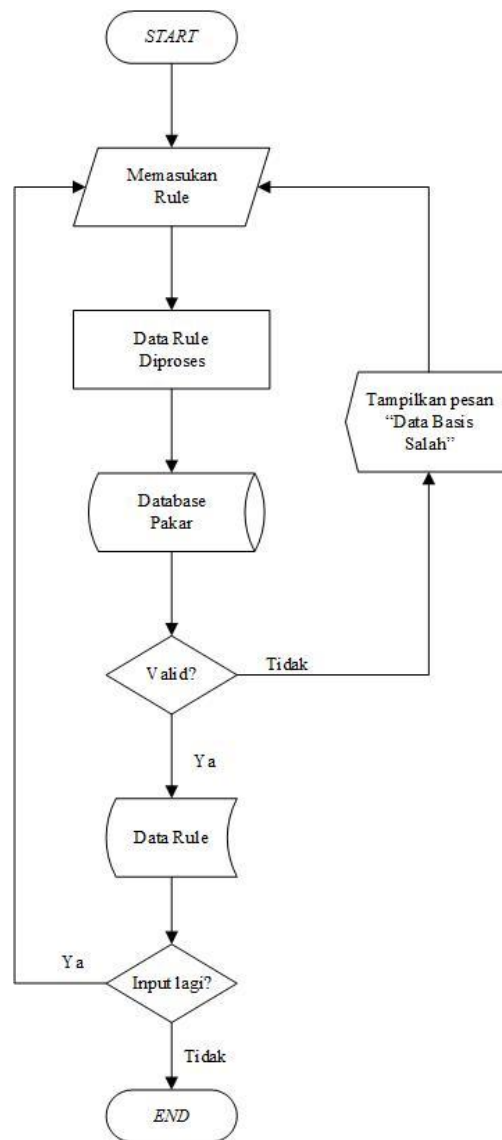 START
Memasukan
Rule
Data Rule
Diproses
Tampilkan pesan
“Data Basis
Salah”
Database
Pakar
Valid?
Tidak
Ya
Data Rule
Ya
Input lagi?
Tidak
END